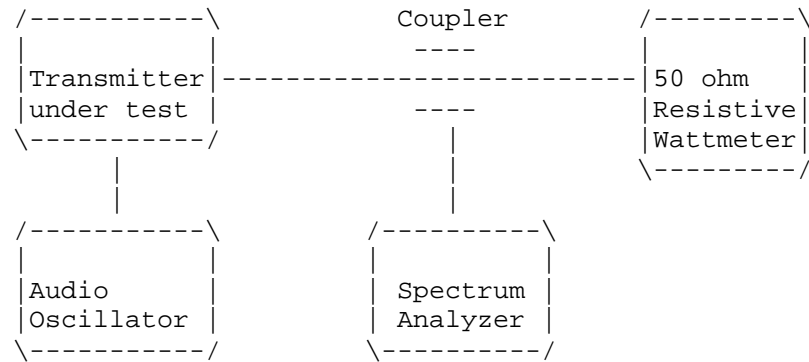 Coupler
Transmitter
under test
50 ohm
Resistive
Wattmeter
Audio
Oscillator
Spectrum
Analyzer